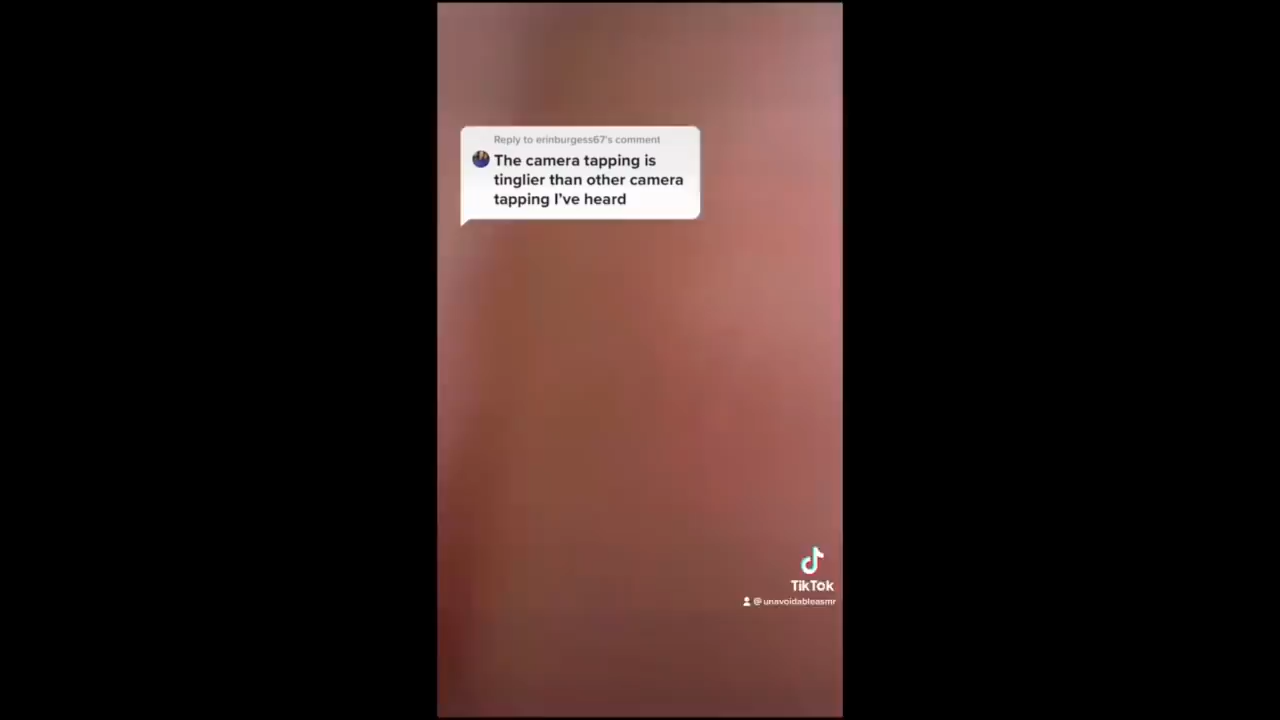 Reply to erinburgess67's comment
The camera tapping is
tinglier than other camera
tapping I've heard
TikTok
@unavoidableasmr